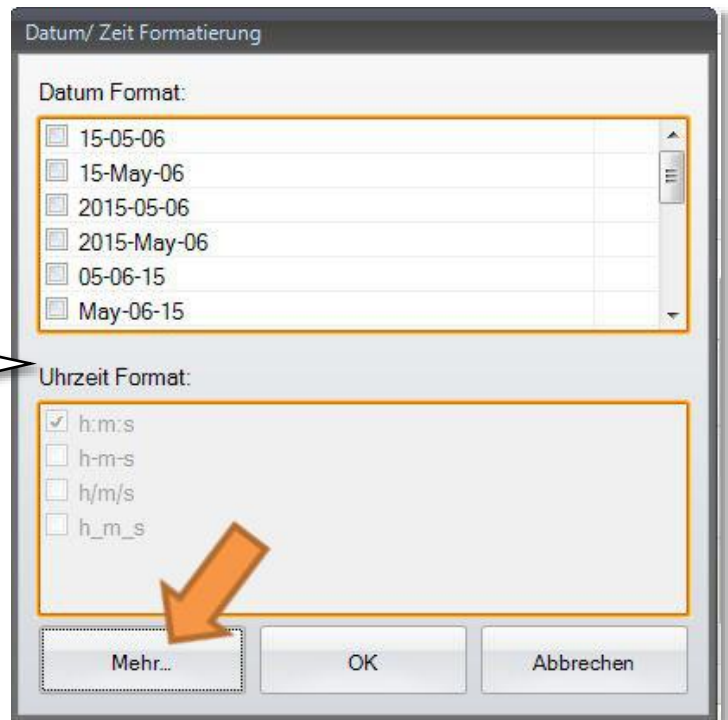 Datum/ Zeit Formatierung
Datum Format:
15-05-06
15-May-06
2015-05-06
2015-May-06
05-06-15
May-06-15
Uhrzeit Format:
h:m:s
h-m-s
h/m/s
h_m_s
Mehr...
OK
Abbrechen